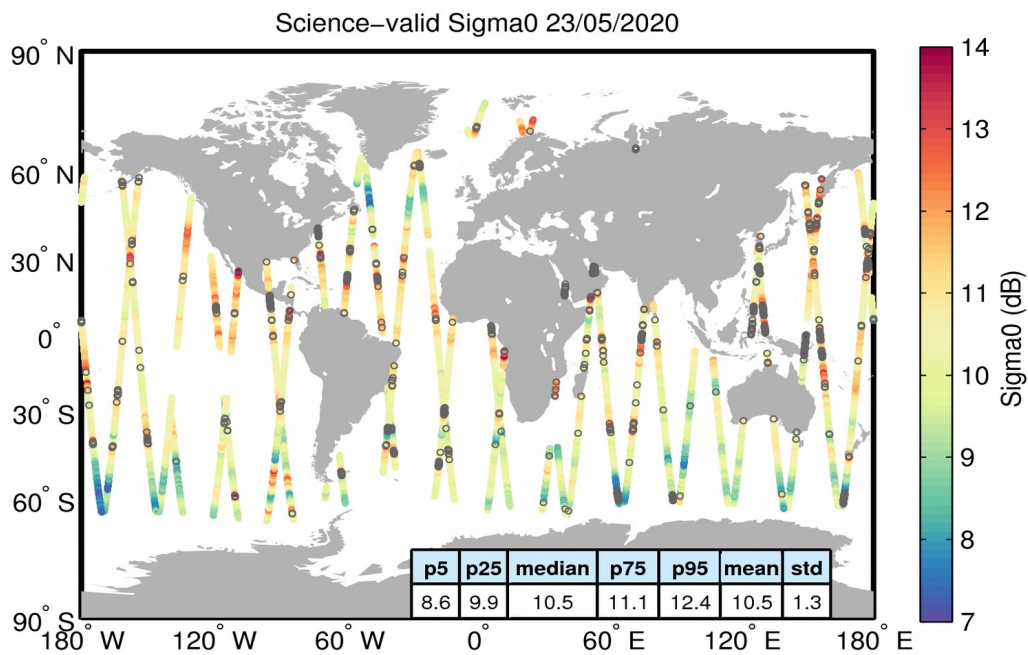 Science−valid Sigma0 23/05/2020
90° N
60° N
30° N
0°
30° S
60° S
90° S
180° W
120° W
60° W
0°
60° E
120° E
180° E
14
13
12
11
10
9
8
7
Sigma0 (dB)
p5 p25 median p75 p95 mean std
8.6 9.9 10.5 11.1 12.4 10.5 1.3